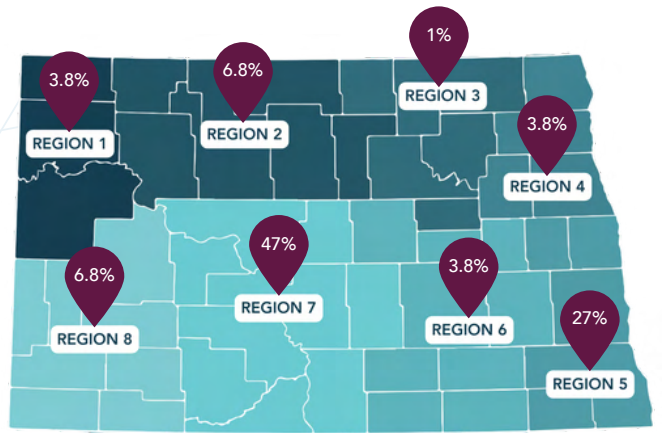 1%
REGION 3
6.8%
REGION 2
3.8%
REGION 1
3.8%
REGION 4
47%
REGION 7
3.8%
REGION 6
6.8%
REGION 8
27%
REGION 5